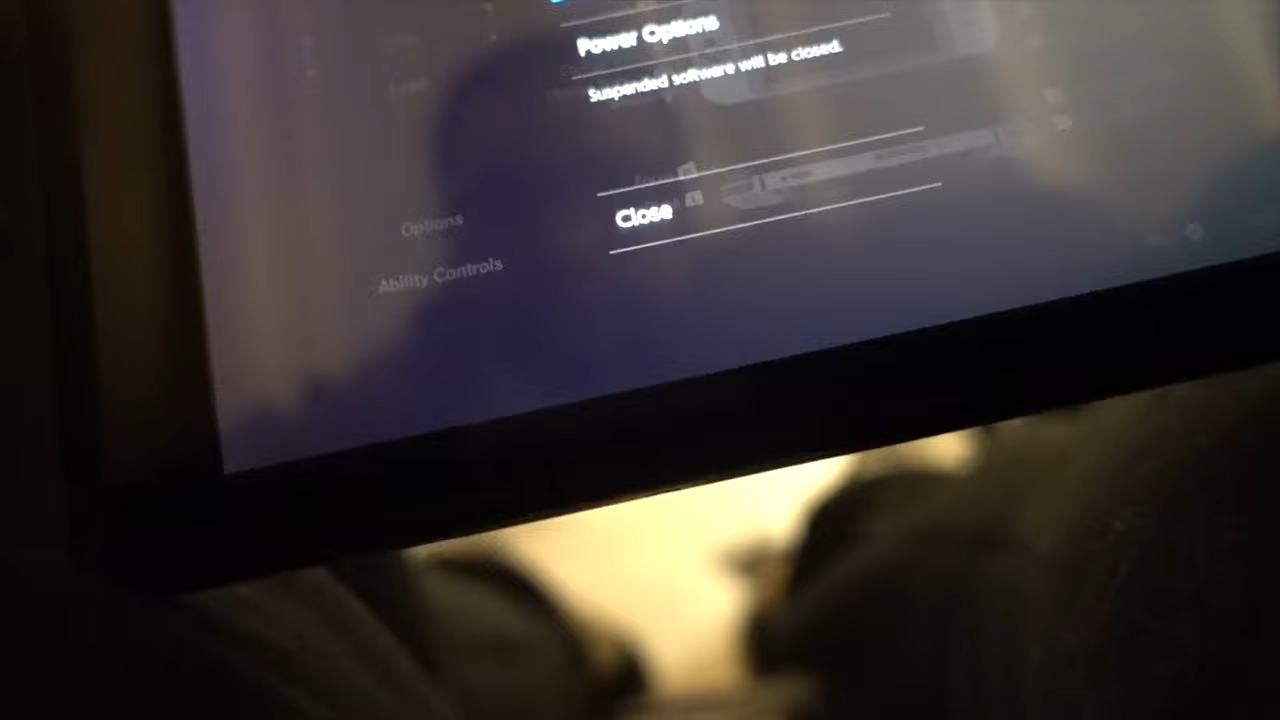 Power Options
Suspended software will be closed.
Close
Options
Ability Controls